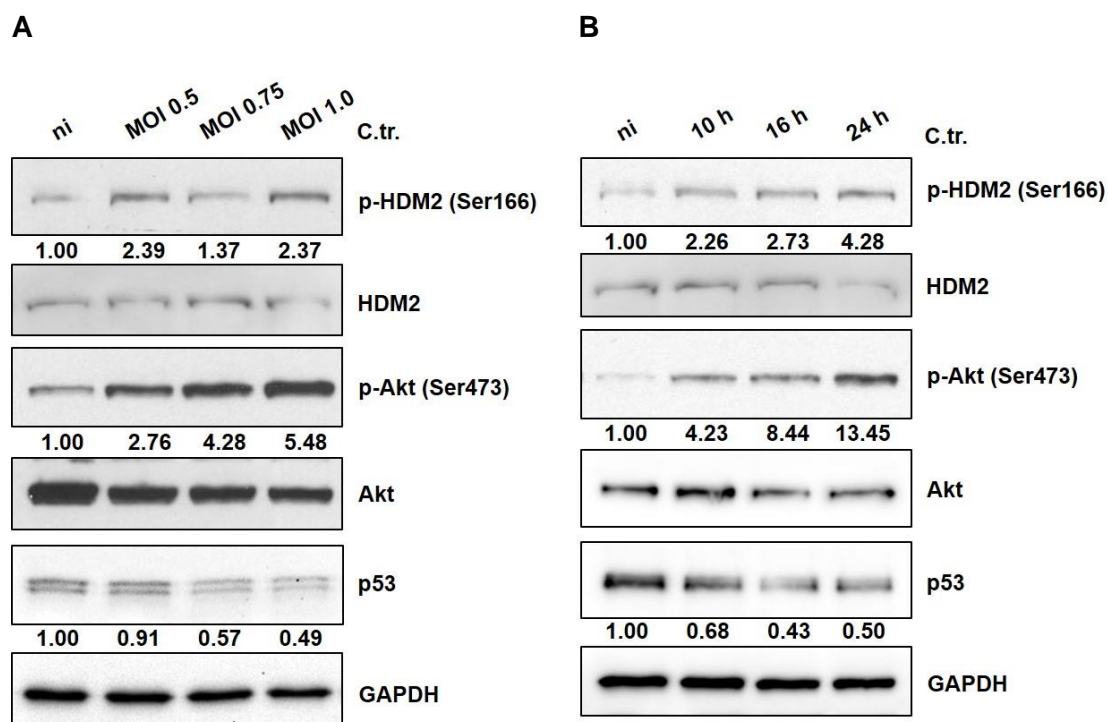 A
ni MOI 0.5 MOI 0.75 MOI 1.0 C.tr.
p-HDM2 (Ser166)
1.00 2.39 1.37 2.37
HDM2
p-Akt (Ser473)
1.00 2.76 4.28 5.48
Akt
p53
1.00 0.91 0.57 0.49
GAPDH
B
ni 10 h 16 h 24 h C.tr.
p-HDM2 (Ser166)
1.00 2.26 2.73 4.28
HDM2
p-Akt (Ser473)
1.00 4.23 8.44 13.45
Akt
p53
1.00 0.68 0.43 0.50
GAPDH